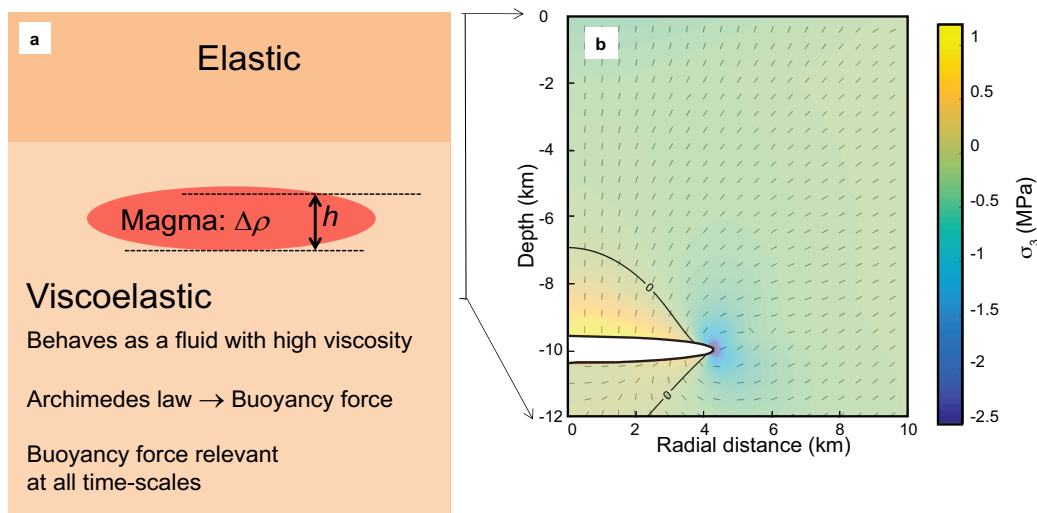 a
Elastic
Magma: Δρ
h
Viscoelastic
Behaves as a fluid with high viscosity
Archimedes law → Buoyancy force
Buoyancy force relevant
at all time-scales
b
0
-2
-4
-6
-8
-10
-12
Depth (km)
0
0
0 2 4 6 8 10
Radial distance (km)
1
0.5
0
-0.5
-1
-1.5
-2
-2.5
σ3 (MPa)